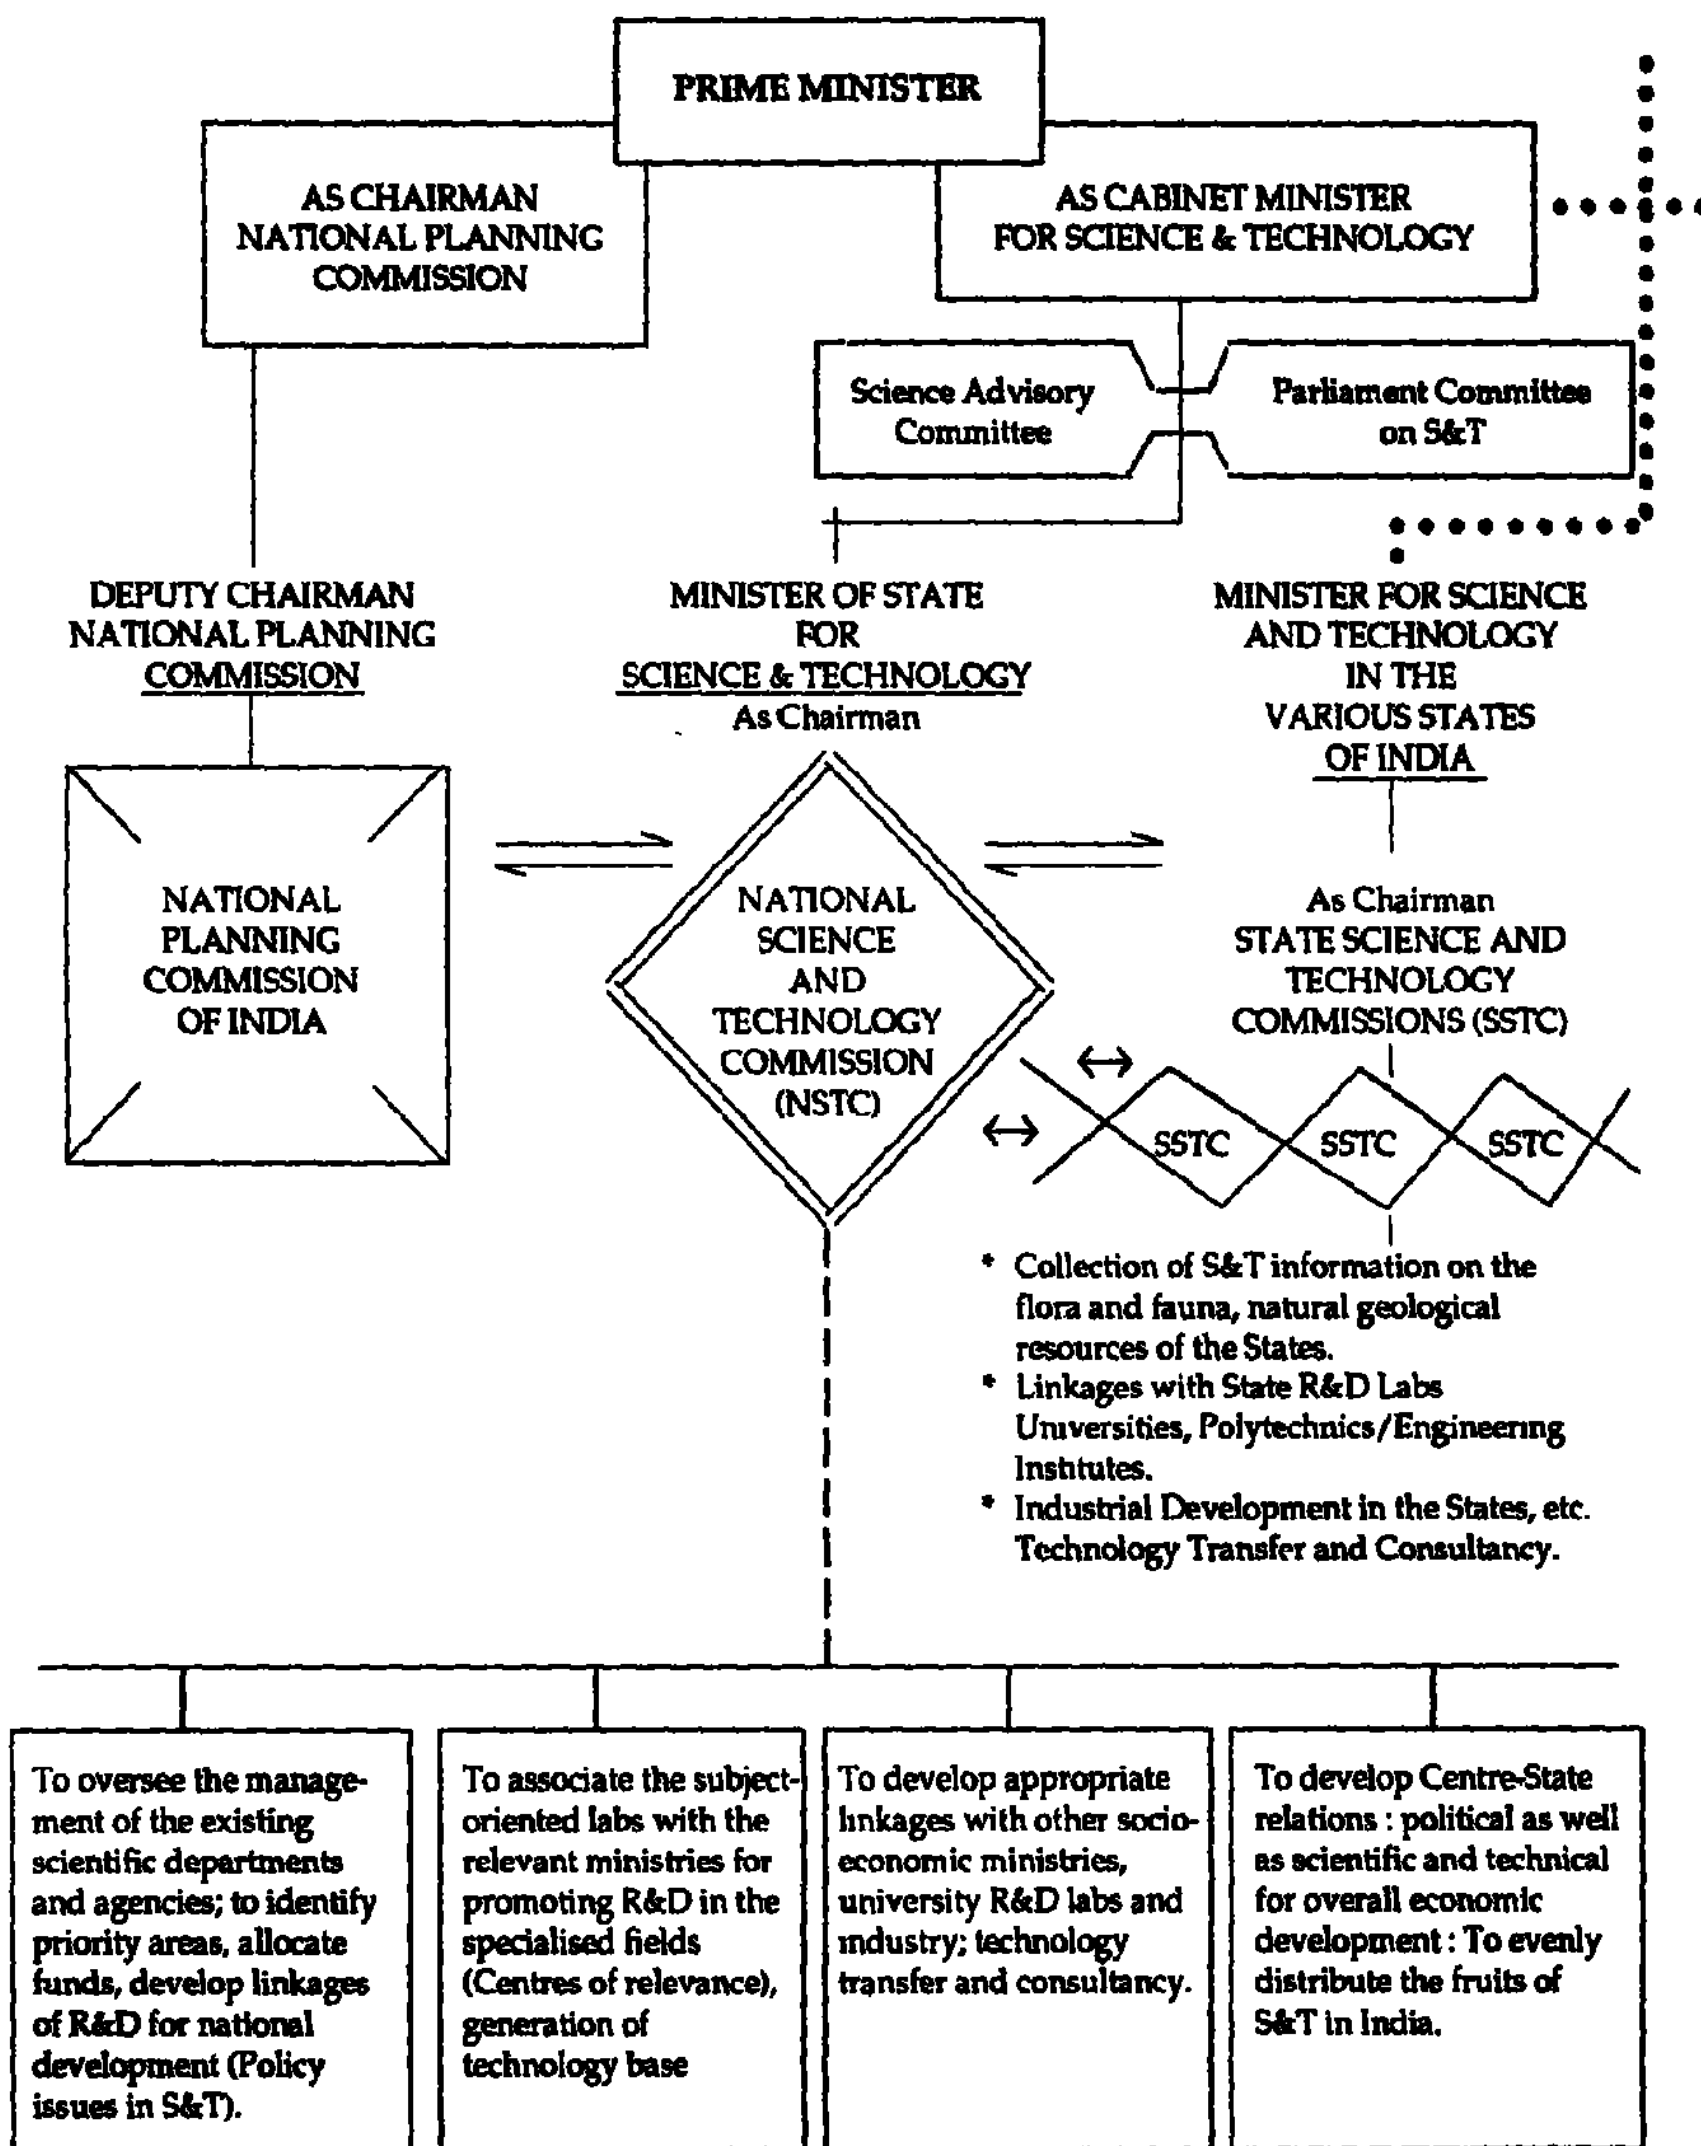 PRIME MINISTER
AS CHAIRMAN
NATIONAL PLANNING
COMMISSION
AS CABINET MINISTER
FOR SCIENCE & TECHNOLOGY
Science Advisory
Committee
Parliament Committee
on S&T
DEPUTY CHAIRMAN
NATIONAL PLANNING
COMMISSION
MINISTER OF STATE
FOR
SCIENCE & TECHNOLOGY
As Chairman
MINISTER FOR SCIENCE
AND TECHNOLOGY
IN THE
VARIOUS STATES
OF INDIA
NATIONAL
PLANNING
COMMISSION
OF INDIA
NATIONAL
SCIENCE
AND
TECHNOLOGY
COMMISSION
(NSTC)
As Chairman
STATE SCIENCE AND
TECHNOLOGY
COMMISSIONS (SSTC)
SSTC
SSTC
SSTC
* Collection of S&T information on the
flora and fauna, natural geological
resources of the States.
* Linkages with State R&D Labs
Universities, Polytechnics/Engineering
Institutes.
* Industrial Development in the States, etc.
Technology Transfer and Consultancy.
To oversee the manage-
ment of the existing
scientific departments
and agencies; to identify
priority areas, allocate
funds, develop linkages
of R&D for national
development (Policy
issues in S&T).
To associate the subject-
oriented labs with the
relevant ministries for
promoting R&D in the
specialised fields
(Centres of relevance),
generation of
technology base
To develop appropriate
linkages with other socio-
economic ministries,
university R&D labs and
industry; technology
transfer and consultancy.
To develop Centre-State
relations : political as well
as scientific and technical
for overall economic
development : To evenly
distribute the fruits of
S&T in India.